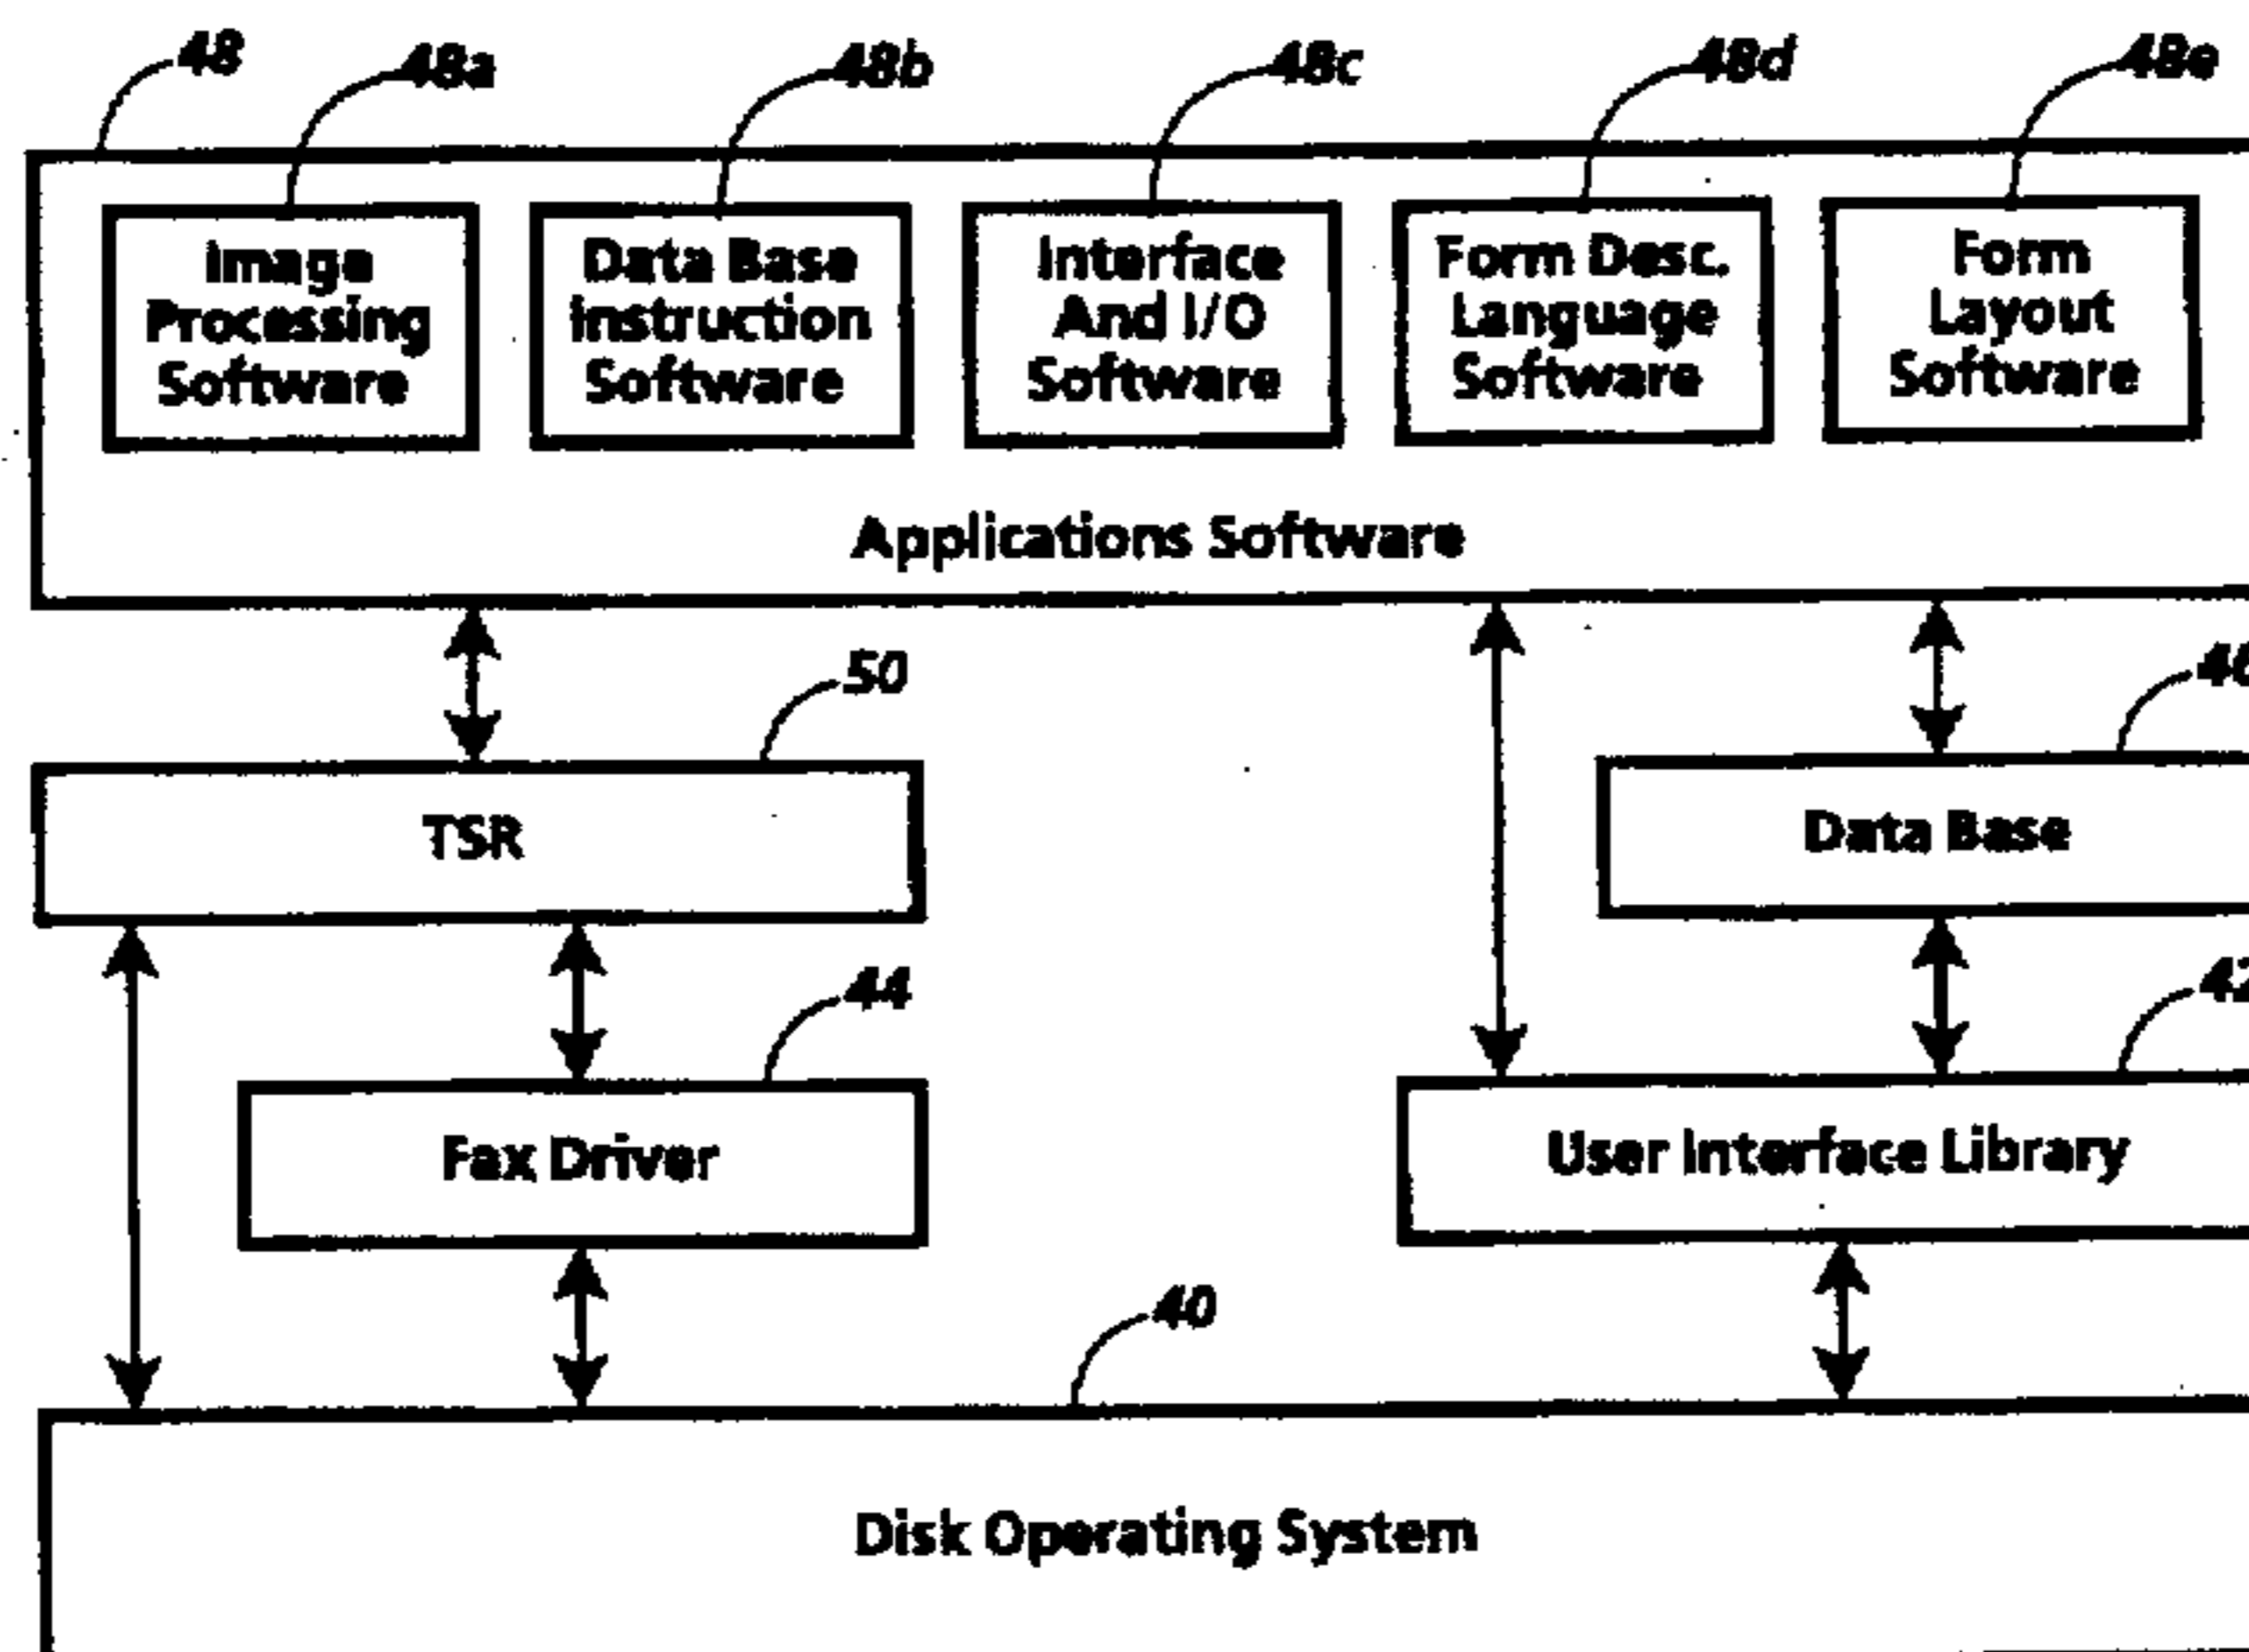 48
48a
48b
48c
48d
48e
Image
Processing
Software
Data Base
Instruction
Software
Interface
And I/O
Software
Form Desc.
Language
Software
Form
Layout
Software
Applications Software
50
TSR
Data Base
44
42
Fax Driver
User Interface Library
40
Disk Operating System